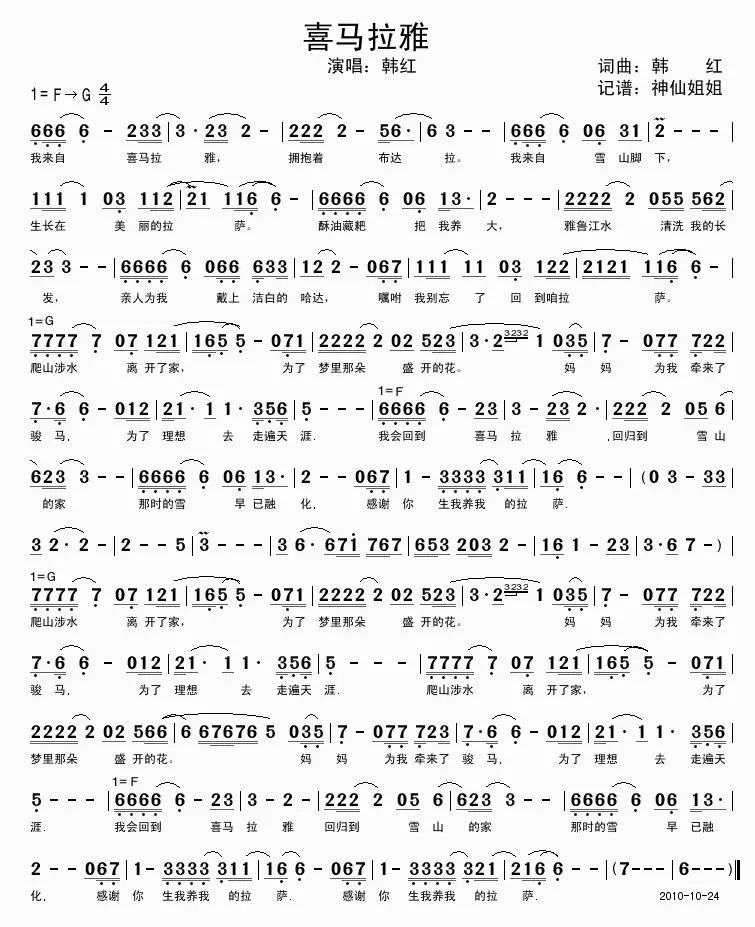 喜马拉雅
演唱：韩红
词曲：韩 红
1=F→G 4/4
记谱：神仙姐姐
666 6 - 233 | 3· 23 2 - | 222 2 - 56· | 6 3 - - | 666 6 06 31 | 2 - - |
我来自 喜马拉 雅， 拥抱着 布达 拉。 我来自 雪 山脚 下，
111 1 03 112 | 21 116 6 - | 6666 6 06 13· | 2 - - - | 2222 2 055 562 |
生长在 美 丽的拉 萨。 酥油藏粑 把 我养 大， 雅鲁江水 清洗 我的长
23 3 - - | 6666 6 066 633 | 12 2 - 067 | 111 11 03 122 | 2121 116 6 - |
发， 亲人为我 戴上 洁白的 哈达， 嘱咐 我别忘 了 回 到咱拉 萨。
1=G
7777 7 07 121 | 165 5 - 071 | 2222 2 02 523 | 3·2 3232 1 035 | 7 - 077 722 |
爬山涉水 离 开了家， 为了 梦里那朵 盛 开的花。 妈 妈 为我 牵来了
7·6 6 - 012 | 21· 1 1· 356 | 5 - - - | 6666 6 - 23 | 3 - 23 2· | 222 2 05 6 |
1=F
骏 马， 为了 理想 去 走遍天 涯. 我会回到 喜马 拉 雅 ,回归到 雪 山
623 3 - - | 6666 6 06 13· | 2 - - 067 | 1 - 3333 311 | 16 6 - - | (0 3 - 33
的家 那时的雪 早 已融 化, 感谢 你 生我养我 的拉 萨.
3 2· 2 - | 2 - - 5 | 3 - - - | 3 6· 671 767 | 653 203 2 - | 16 1 - 23 | 3·6 7 - ) |
1=G
7777 7 07 121 | 165 5 - 071 | 2222 2 02 523 | 3·2 3232 1 035 | 7 - 077 722 |
爬山涉水 离 开了家， 为了 梦里那朵 盛 开的花。 妈 妈 为我 牵来了
7·6 6 - 012 | 21· 1 1· 356 | 5 - - - | 7777 7 07 121 | 165 5 - 071 |
骏 马， 为了 理想 去 走遍天 涯. 爬山涉水 离 开了家， 为了
2222 2 02 566 | 6 67676 5 035 | 7 - 077 723 | 7·6 6 - 012 | 21· 1 1· 356 |
梦里那朵 盛 开的花。 妈 妈 为我 牵来了 骏 马， 为了 理想 去 走遍天
1=F
5 - - - | 6666 6 - 23 | 3 - 2 - | 222 2 05 6 | 623 3 - - | 6666 6 06 13· |
涯. 我会回到 喜马 拉 雅 回归到 雪 山 的家 那时的雪 早 已融
2 - - 067 | 1- 3333 311 | 16 6 - 067 | 1 - 3333 321 | 216 6 - - | (7--- | 6---) ‖
化, 感谢 你 生我养我 的拉 萨. 感谢 你 生我养我 的拉 萨.
2010-10-24